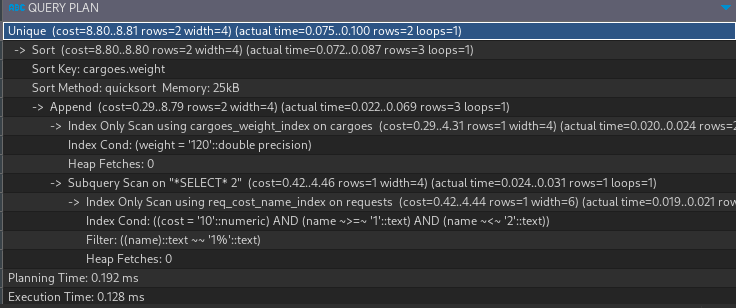 QUERY PLAN
Unique (cost=8.80..8.81 rows=2 width=4) (actual time=0.075..0.100 rows=2 loops=1)
-> Sort (cost=8.80..8.80 rows=2 width=4) (actual time=0.072..0.087 rows=3 loops=1)
Sort Key: cargoes.weight
Sort Method: quicksort Memory: 25kB
-> Append (cost=0.29..8.79 rows=2 width=4) (actual time=0.022..0.069 rows=3 loops=1)
-> Index Only Scan using cargoes_weight_index on cargoes (cost=0.29..4.31 rows=1 width=4) (actual time=0.020..0.024 rows=2
Index Cond: (weight = '120'::double precision)
Heap Fetches: 0
-> Subquery Scan on "*SELECT* 2" (cost=0.42..4.46 rows=1 width=4) (actual time=0.024..0.031 rows=1 loops=1)
-> Index Only Scan using req_cost_name_index on requests (cost=0.42..4.44 rows=1 width=6) (actual time=0.019..0.021 row
Index Cond: ((cost = '10'::numeric) AND (name ~>=~ '1'::text) AND (name ~<~ '2'::text))
Filter: ((name)::text ~~ '1%'::text)
Heap Fetches: 0
Planning Time: 0.192 ms
Execution Time: 0.128 ms